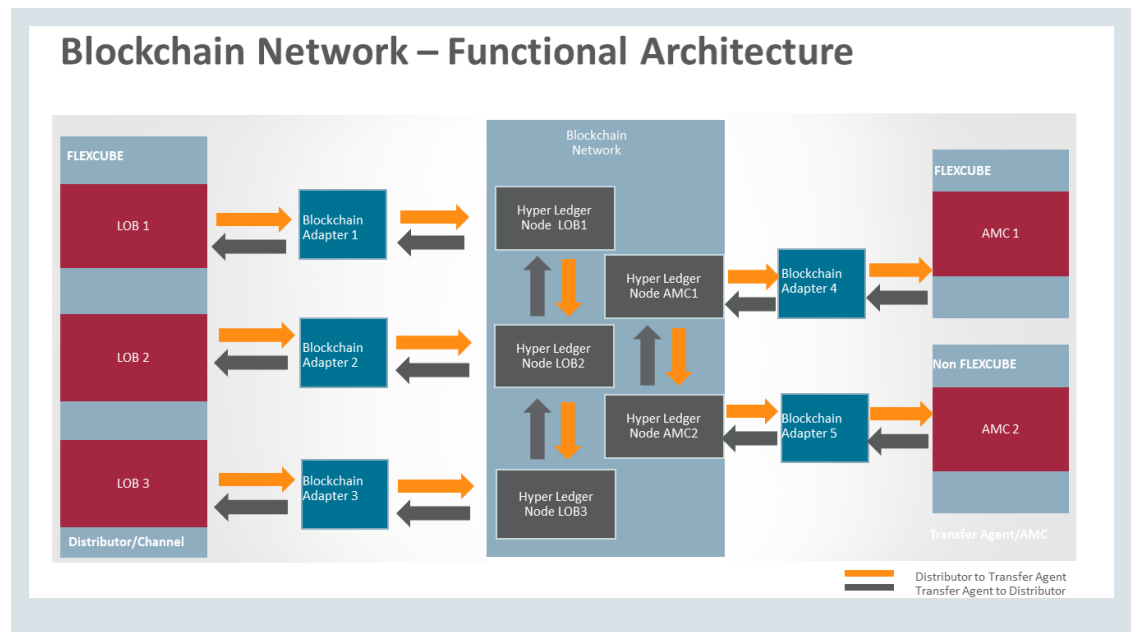 Blockchain Network – Functional Architecture
FLEXCUBE
LOB 1
LOB 2
LOB 3
Distributor/Channel
Blockchain
Adapter 1
Blockchain
Adapter 2
Blockchain
Adapter 3
Blockchain
Network
Hyper Ledger
Node LOB1
Hyper Ledger
Node AMC1
Hyper Ledger
Node LOB2
Hyper Ledger
Node AMC2
Hyper Ledger
Node LOB3
Blockchain
Adapter 4
Blockchain
Adapter 5
FLEXCUBE
AMC 1
Non FLEXCUBE
AMC 2
Transfer Agent/AMC
Distributor to Transfer Agent
Transfer Agent to Distributor